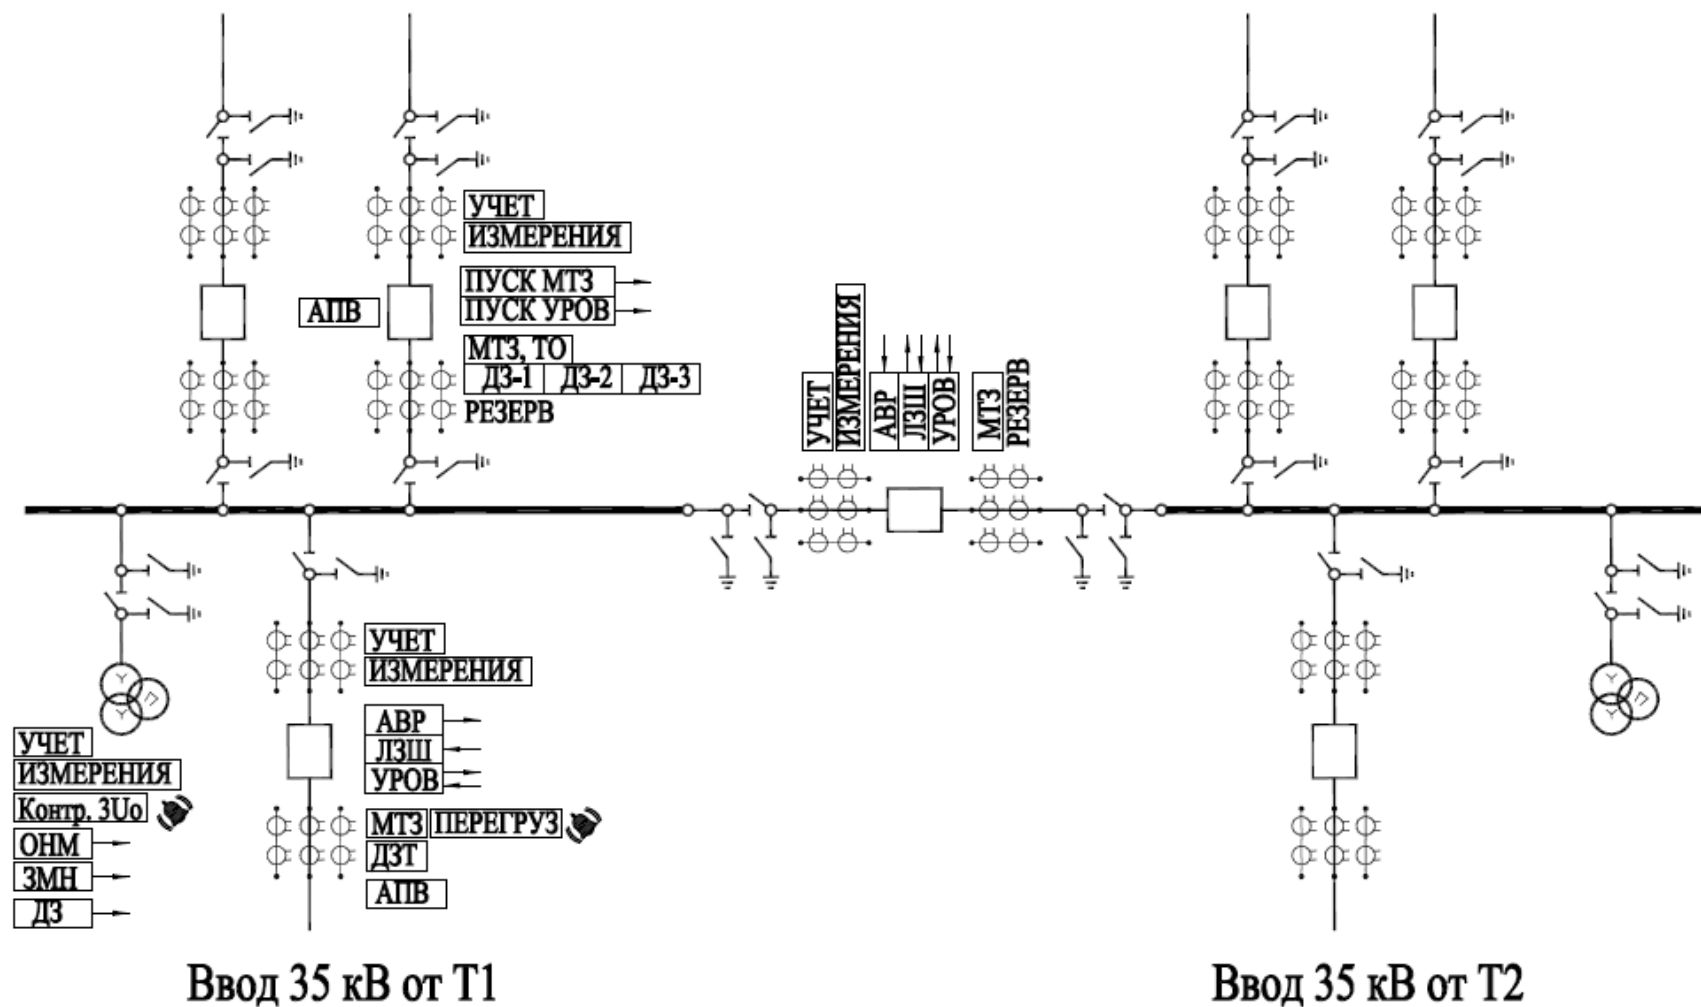 УЧЕТ
ИЗМЕРЕНИЯ
ПУСК МТЗ
ПУСК УРОВ
АПВ
МТЗ, ТО
ДЗ-1 ДЗ-2 ДЗ-3
РЕЗЕРВ
УЧЕТ
ИЗМЕРЕНИЯ
АВР
ЛЗШ
УРОВ
МТЗ
РЕЗЕРВ
УЧЕТ
ИЗМЕРЕНИЯ
АВР
ЛЗШ
УРОВ
МТЗ ПЕРЕГРУЗ
ДЗТ
АПВ
УЧЕТ
ИЗМЕРЕНИЯ
Контр. 3Uo
ОНМ
ЗМН
ДЗ
Ввод 35 кВ от Т1
Ввод 35 кВ от Т2